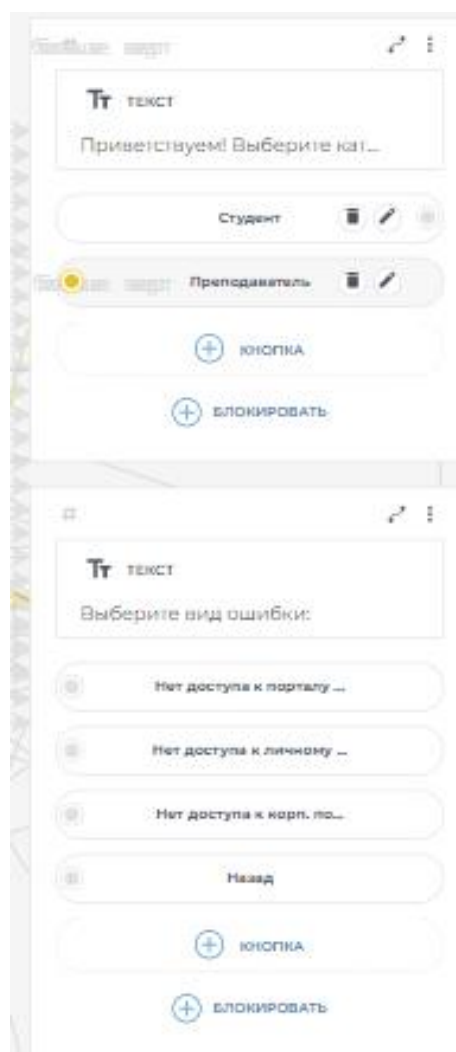 Тт ТЕКСТ
Приветствуем! Выберите кат...
Студент
Преподаватель
КНОПКА
БЛОКИРОВАТЬ
#
Тт ТЕКСТ
Выберите вид ошибки:
Нет доступа к порталу ...
Нет доступа к личному ...
Нет доступа к корп. по...
Назад
КНОПКА
БЛОКИРОВАТЬ